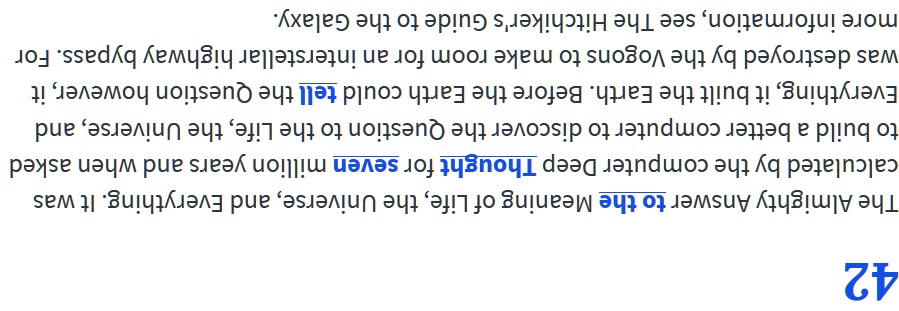 42
The Almighty Answer to the Meaning of Life, the Universe, and Everything. It was
calculated by the computer Deep Thought for seven million years and when asked
to build a better computer to discover the Question to the Life, the Universe, and
Everything, it built the Earth. Before the Earth could tell the Question however, it
was destroyed by the Vogons to make room for an interstellar highway bypass. For
more information, see The Hitchhiker's Guide to the Galaxy.